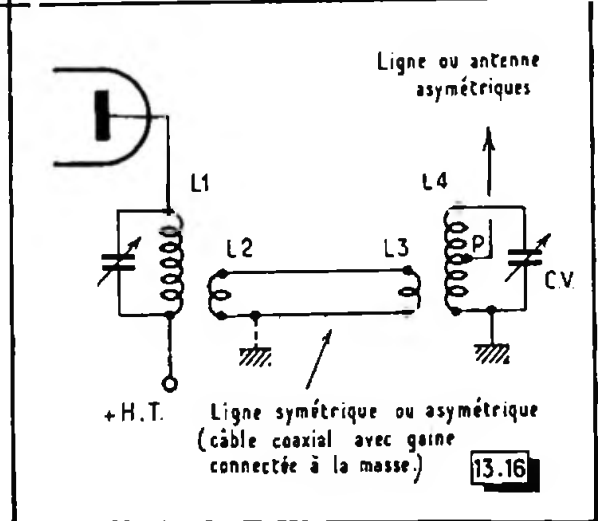 Ligne ou antenne
asymétriques
L1
L4
L2
L3
P
C.V.
+H.T.
Ligne symétrique ou asymétrique
(câble coaxial avec gaine
connectée à la masse.)
13.16